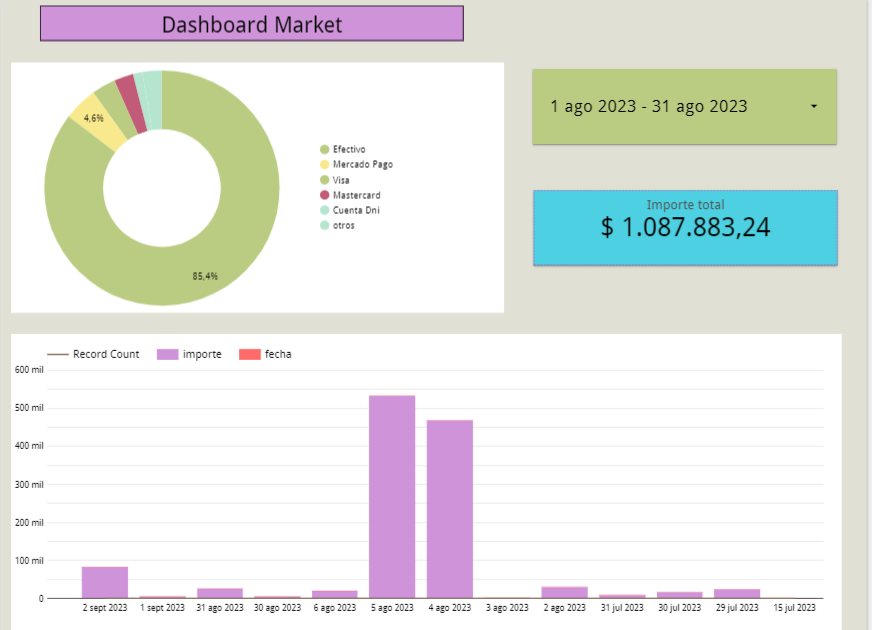 Dashboard Market
4,6%
85,4%
Efectivo
Mercado Pago
Visa
Mastercard
Cuenta Dni
otros
1 ago 2023 - 31 ago 2023
Importe total
$ 1.087.883,24
Record Count importe fecha
600 mil
500 mil
400 mil
300 mil
200 mil
100 mil
0
2 sept 2023 1 sept 2023 31 ago 2023 30 ago 2023 6 ago 2023 5 ago 2023 4 ago 2023 3 ago 2023 2 ago 2023 31 jul 2023 30 jul 2023 29 jul 2023 15 jul 2023